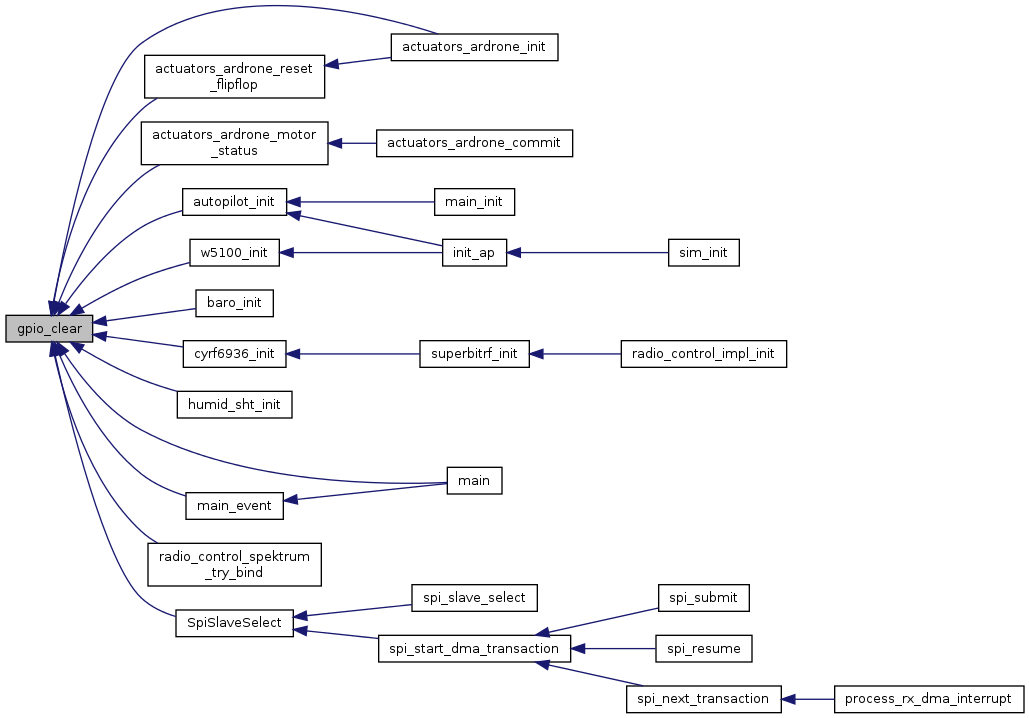 actuators_ardrone_init
actuators_ardrone_reset
_flipflop
actuators_ardrone_motor
_status
actuators_ardrone_commit
autopilot_init
main_init
w5100_init
init_ap
sim_init
baro_init
gpio_clear
cyrf6936_init
superbitrf_init
radio_control_impl_init
humid_sht_init
main
main_event
radio_control_spektrum
_try_bind
spi_slave_select
spi_submit
SpiSlaveSelect
spi_start_dma_transaction
spi_resume
spi_next_transaction
process_rx_dma_interrupt